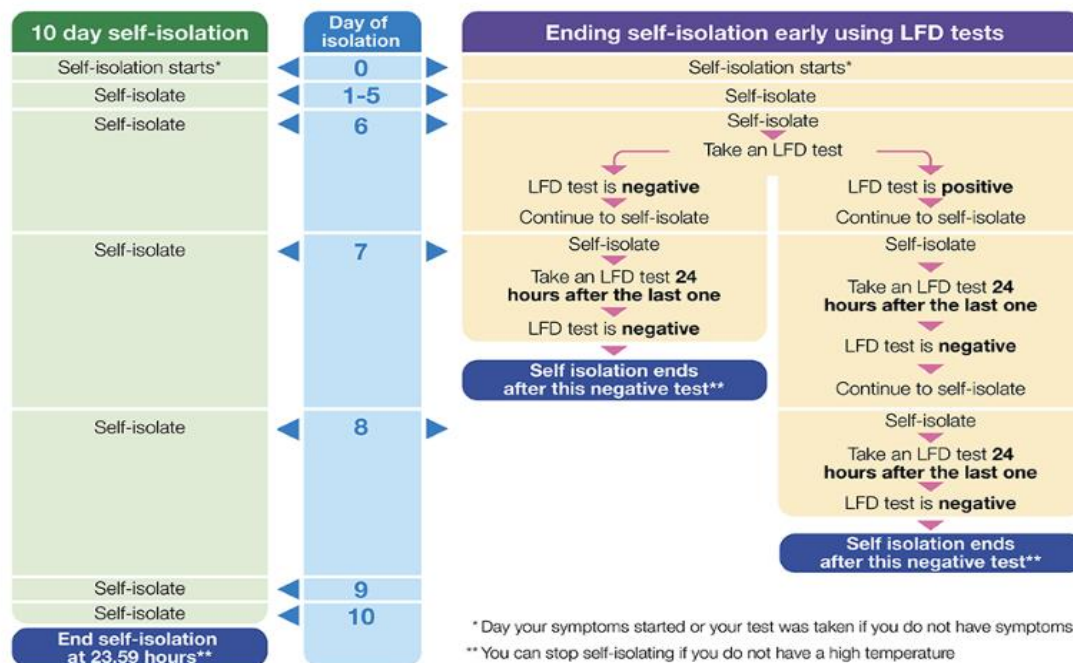 10 day self-isolation
Day of
isolation
Ending self-isolation early using LFD tests
Self-isolation starts*
0
Self-isolation starts*
Self-isolate
1-5
Self-isolate
Self-isolate
6
Self-isolate
Take an LFD test
LFD test is negative
Continue to self-isolate
LFD test is positive
Continue to self-isolate
Self-isolate
7
Self-isolate
Take an LFD test 24
hours after the last one
LFD test is negative
Self isolation ends
after this negative test**
Self-isolate
Take an LFD test 24
hours after the last one
LFD test is negative
Continue to self-isolate
Self-isolate
8
Self-isolate
Take an LFD test 24
hours after the last one
LFD test is negative
Self isolation ends
after this negative test**
Self-isolate
9
Self-isolate
10
End self-isolation
at 23.59 hours**
* Day your symptoms started or your test was taken if you do not have symptoms
** You can stop self-isolating if you do not have a high temperature